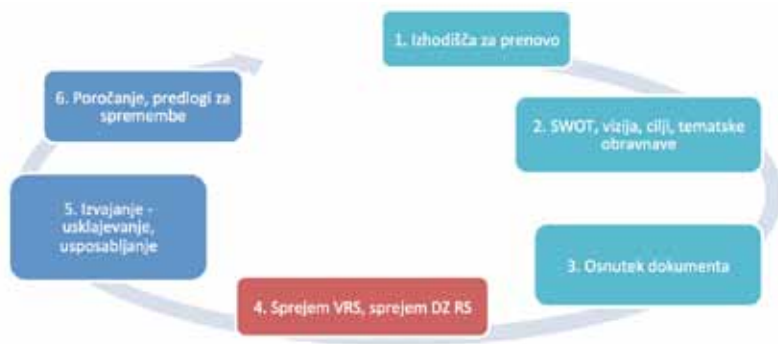 1. Izhodišča za prenovo
2. SWOT, vizija, cilji, tematske
obravnave
3. Osnutek dokumenta
4. Sprejem VRS, sprejem DZ RS
5. Izvajanje -
usklajevanje,
usposabljanje
6. Poročanje, predlogi za
spremembe